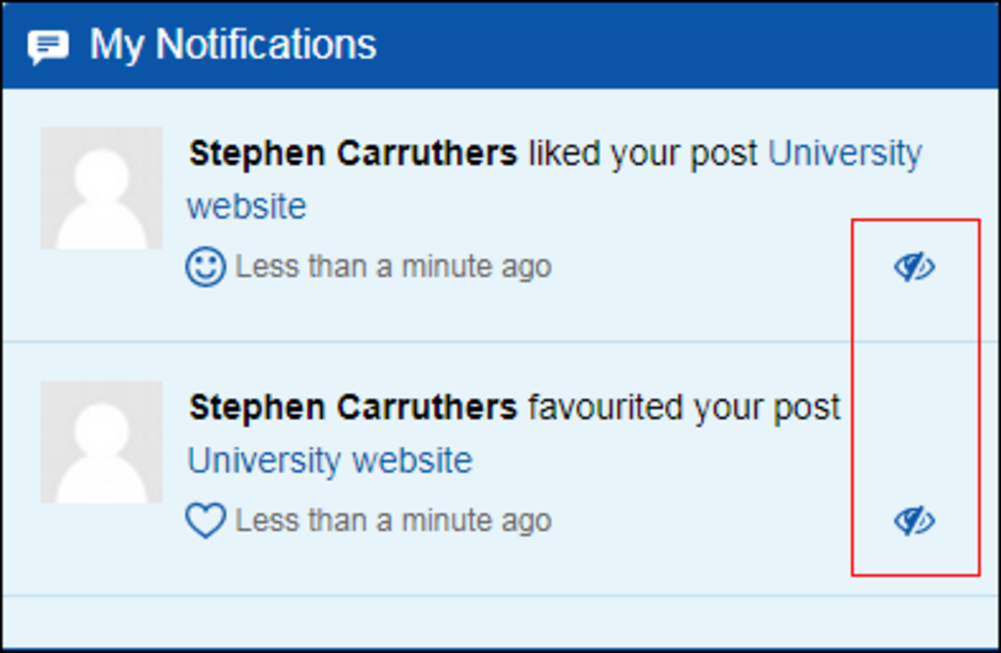 My Notifications
Stephen Carruthers liked your post University
website
Less than a minute ago
Stephen Carruthers favourited your post
University website
Less than a minute ago